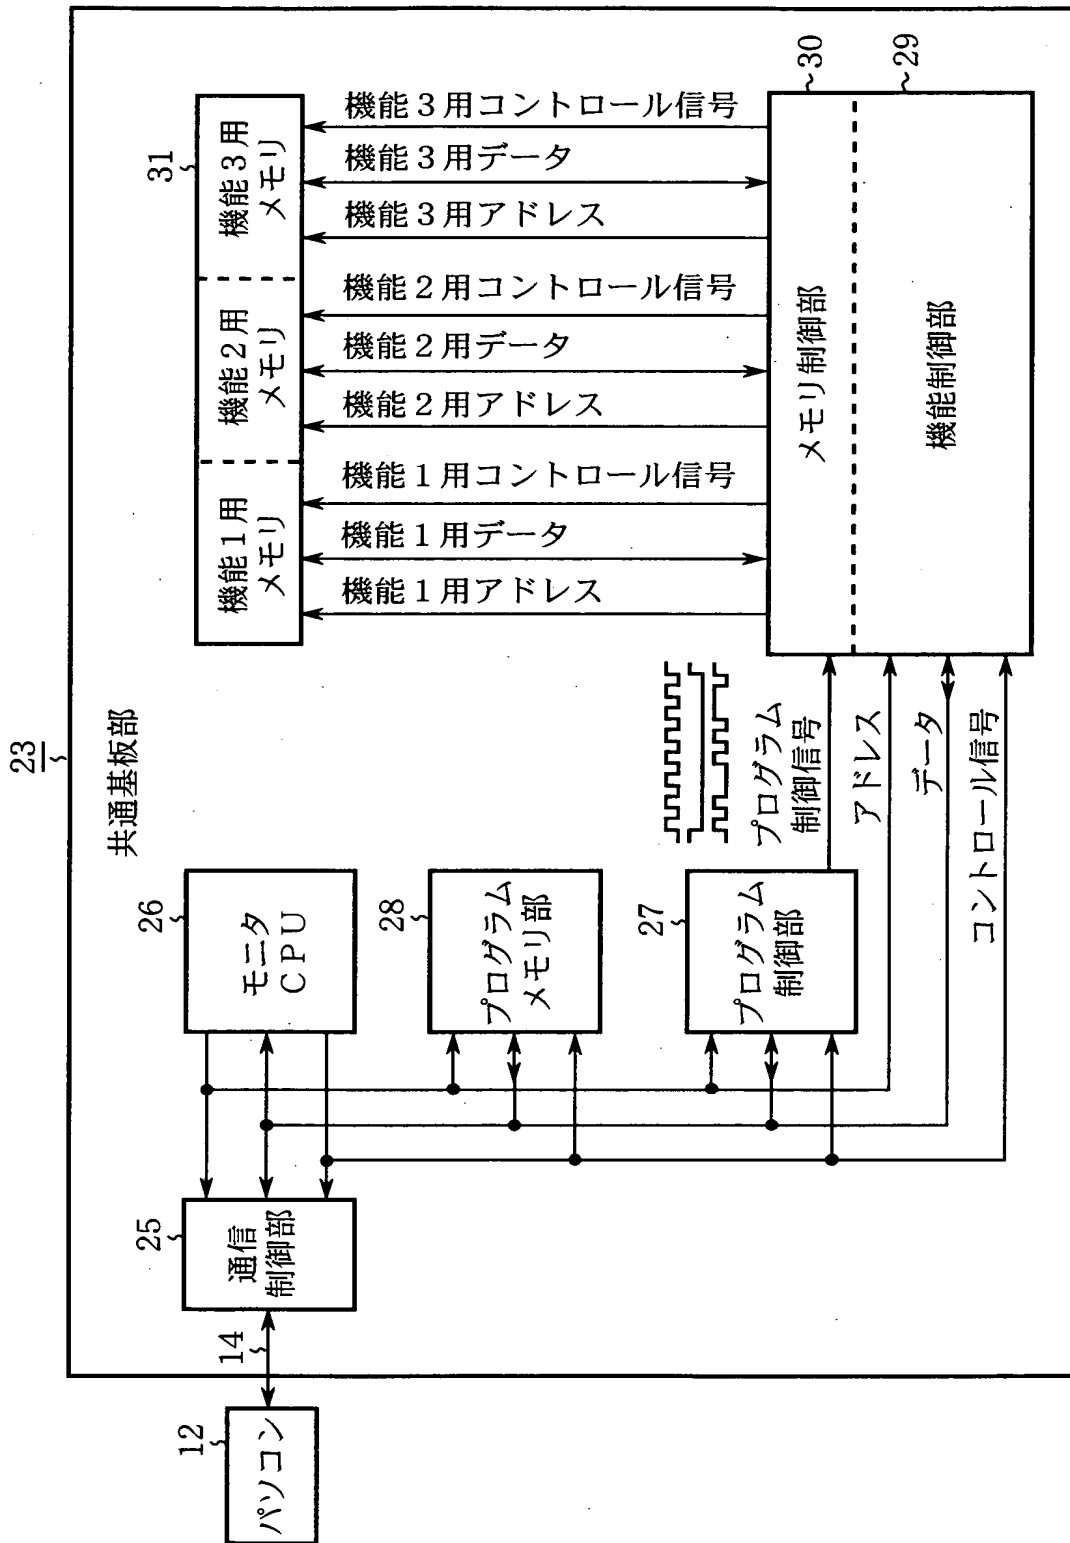 23
共通基板部
12
パソコン
14
25
通信
制御部
26
モニタ
CPU
28
プログラム
メモリ部
27
プログラム
制御部
プログラム
制御信号
アドレス
データ
コントロール信号
31
機能1用
メモリ
機能2用
メモリ
機能3用
メモリ
機能1用アドレス
機能1用データ
機能1用コントロール信号
機能2用アドレス
機能2用データ
機能2用コントロール信号
機能3用アドレス
機能3用データ
機能3用コントロール信号
メモリ制御部
30
機能制御部
29